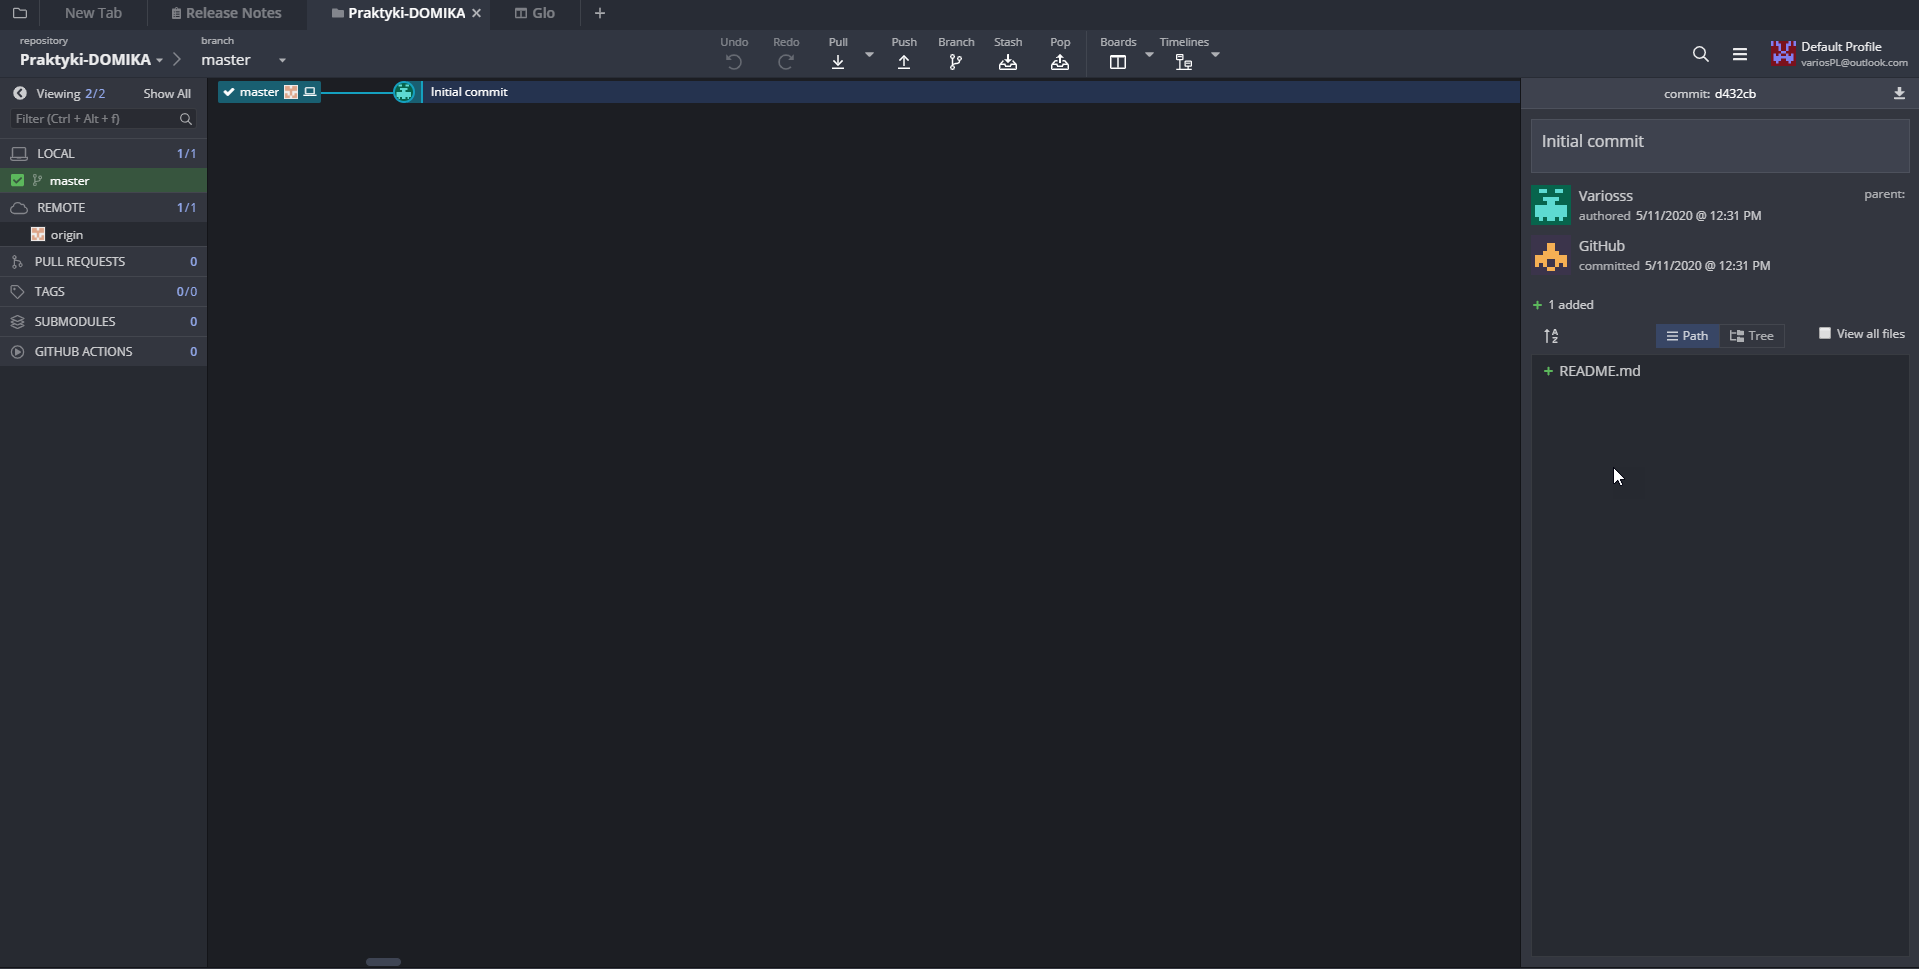 New Tab
Release Notes
Praktyki-DOMIKA
Glo
repository
Praktyki-DOMIKA
branch
master
Undo
Redo
Pull
Push
Branch
Stash
Pop
Boards
Timelines
Default Profile
variosPL@outlook.com
Viewing 2/2
Show All
Filter (Ctrl + Alt + f)
LOCAL 1/1
master
REMOTE 1/1
origin
PULL REQUESTS 0
TAGS 0/0
SUBMODULES 0
GITHUB ACTIONS 0
master
Initial commit
commit: d432cb
Initial commit
Variosss
authored 5/11/2020 @ 12:31 PM
parent:
GitHub
committed 5/11/2020 @ 12:31 PM
+ 1 added
A
Z
Path
Tree
View all files
+ README.md